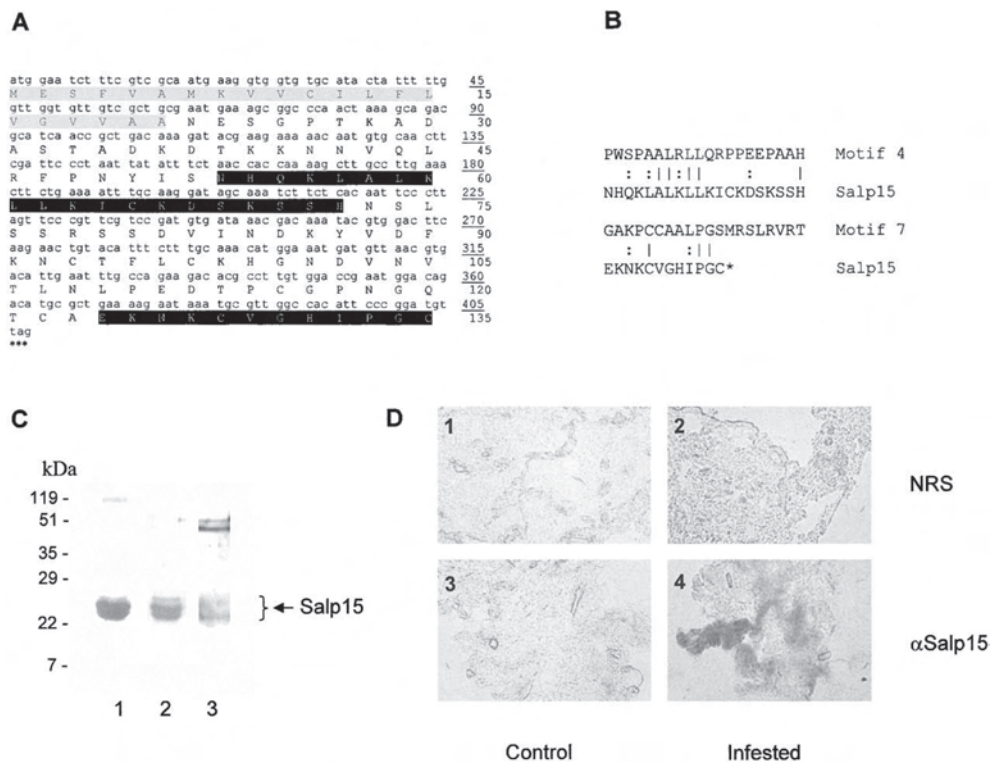 A
atg gaa tct ttc gtc gca atg aag gtg gtg tgc ata cta ttt ttg 45
M E S F V A M K V V C I L F L 15
gtt ggt gtt gtc gct gcg aat gaa agc ggc cca act aaa gca gac 90
V G V V A A N E S G P T K A D 30
gca tca acc gct gac aaa gat acg aag aaa aac aat gtg caa ctt 135
A S T A D K D T K K N N V Q L 45
cga ttc cct aat tat att tct aac cac caa aag ctt gcc ttg aaa 180
R F P N Y I S N H Q K L A L K 60
ctt ctg aaa att tgc aag gat agc aaa tct tct cac aat tcc ctt 225
L L K I C K D S K S S H N S L 75
agt tcc cgt tcg tcc gat gtg ata aac gac aaa tac gtg gac ttc 270
S S R S S D V I N D K Y V D F 90
aag aac tgt aca ttt ctt tgc aaa cat gga aat gat gtt aac gtg 315
K N C T F L C K H G N D V N V 105
aca ttg aat ttg cca gaa gac acg cct tgt gga ccg aat gga cag 360
T L N L P E D T P C G P N G Q 120
aca tgc gct gaa aag aat aaa tgc gtt ggc cac att ccc gga tgt 405
T C A E K N K C V G H I P G C 135
tag
***
B
PWSPAALRLLQRPPEEPAAH Motif 4
: :||:|| : |
NHQKLALKLLKICKDSKSSH Salp15
GAKPCCAALPGSMRSLRVRT Motif 7
: | :||
EKNKCVGHIPGC* Salp15
C
kDa
119 -
51 -
35 -
29 -
22 -
7 -
← Salp15
1 2 3
D
1 2
NRS
3 4
αSalp15
Control Infested